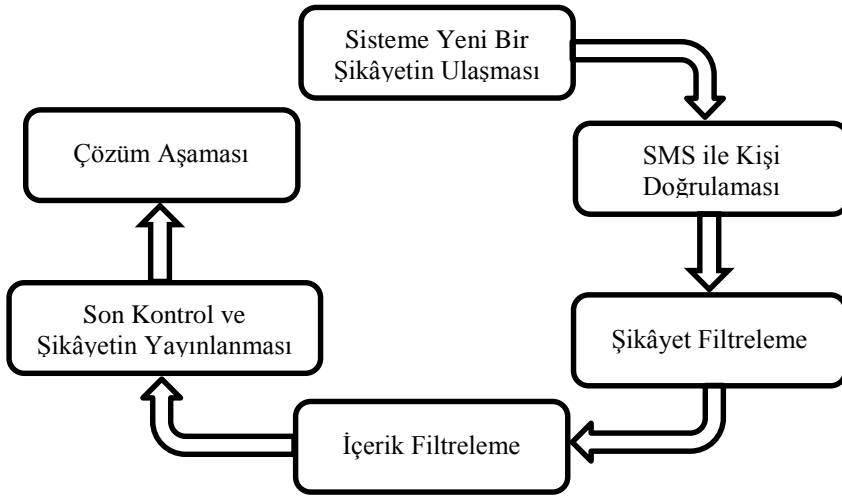 Sisteme Yeni Bir
Şikâyetin Ulaşması
SMS ile Kişi
Doğrulaması
Şikâyet Filtreleme
İçerik Filtreleme
Son Kontrol ve
Şikâyetin Yayınlanması
Çözüm Aşaması